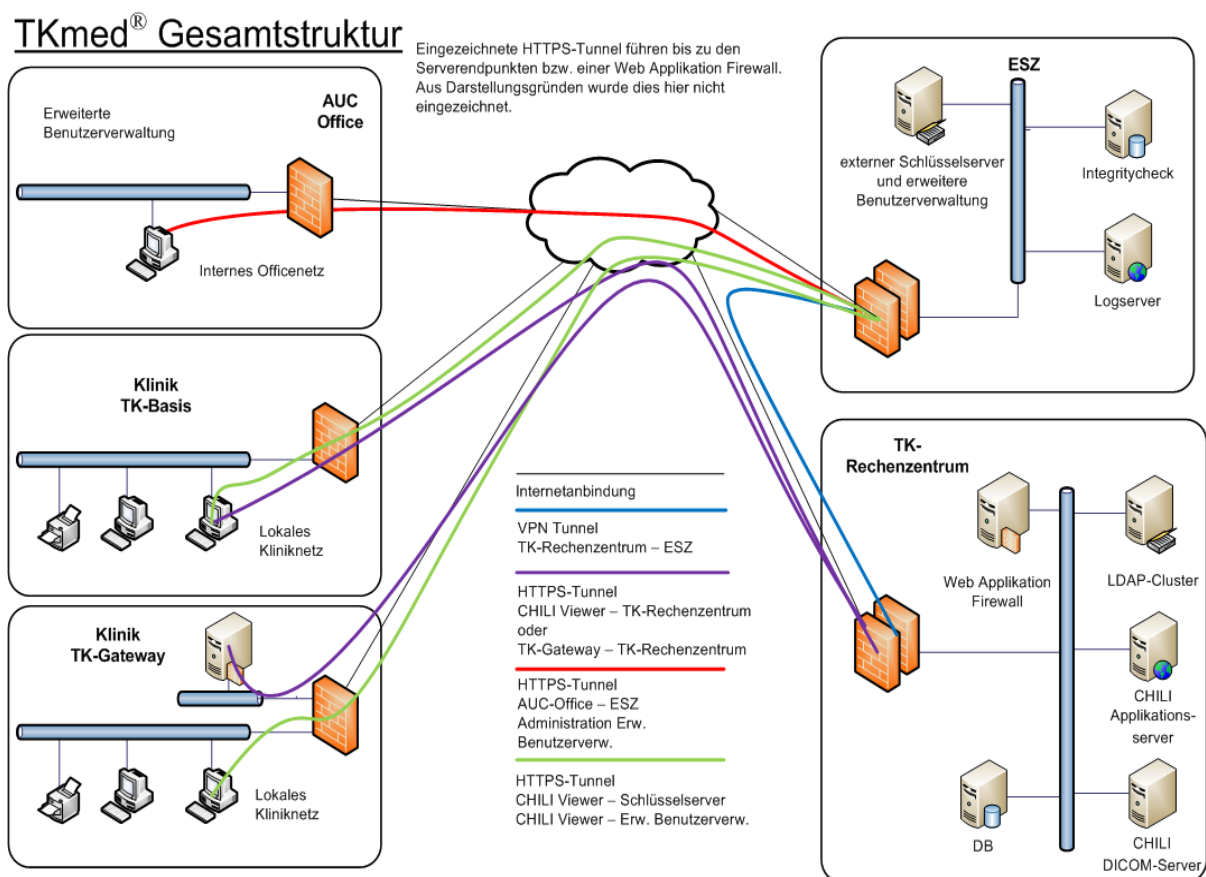 TKmed® Gesamtstruktur
Eingezeichnete HTTPS-Tunnel führen bis zu den
Serverendpunkten bzw. einer Web Applikation Firewall.
Aus Darstellungsgründen wurde dies hier nicht
eingezeichnet.
Erweiterte
Benutzerverwaltung
AUC
Office
Internes Officenetz
ESZ
externer Schlüsselserver
und erweitere
Benutzerverwaltung
Integritycheck
Logserver
Klinik
TK-Basis
Lokales
Kliniknetz
Klinik
TK-Gateway
Lokales
Kliniknetz
Internetanbindung
VPN Tunnel
TK-Rechenzentrum – ESZ
HTTPS-Tunnel
CHILI Viewer – TK-Rechenzentrum
oder
TK-Gateway – TK-Rechenzentrum
HTTPS-Tunnel
AUC-Office – ESZ
Administration Erw.
Benutzerverw.
HTTPS-Tunnel
CHILI Viewer – Schlüsselserver
CHILI Viewer – Erw. Benutzerverw.
TK-
Rechenzentrum
Web Applikation
Firewall
LDAP-Cluster
CHILI
Applikations-
server
DB
CHILI
DICOM-Server